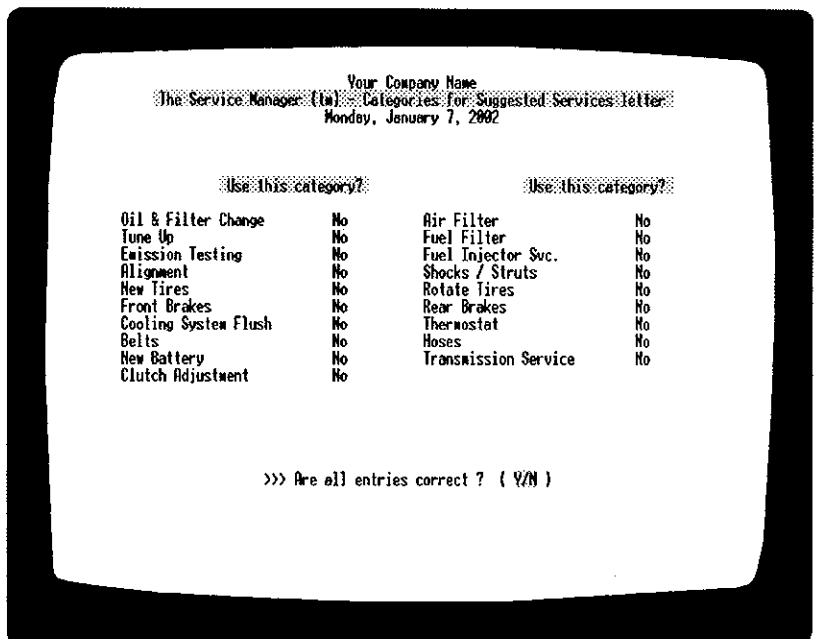 Your Company Name
The Service Manager (tm) - Categories for Suggested Services letter
Monday, January 7, 2002
Use this category? Use this category?
Oil & Filter Change No Air Filter No
Tune Up No Fuel Filter No
Emission Testing No Fuel Injector Svc. No
Alignment No Shocks / Struts No
New Tires No Rotate Tires No
Front Brakes No Rear Brakes No
Cooling System Flush No Thermostat No
Belts No Hoses No
New Battery No Transmission Service No
Clutch Adjustment No
>>> Are all entries correct ? ( Y/N )